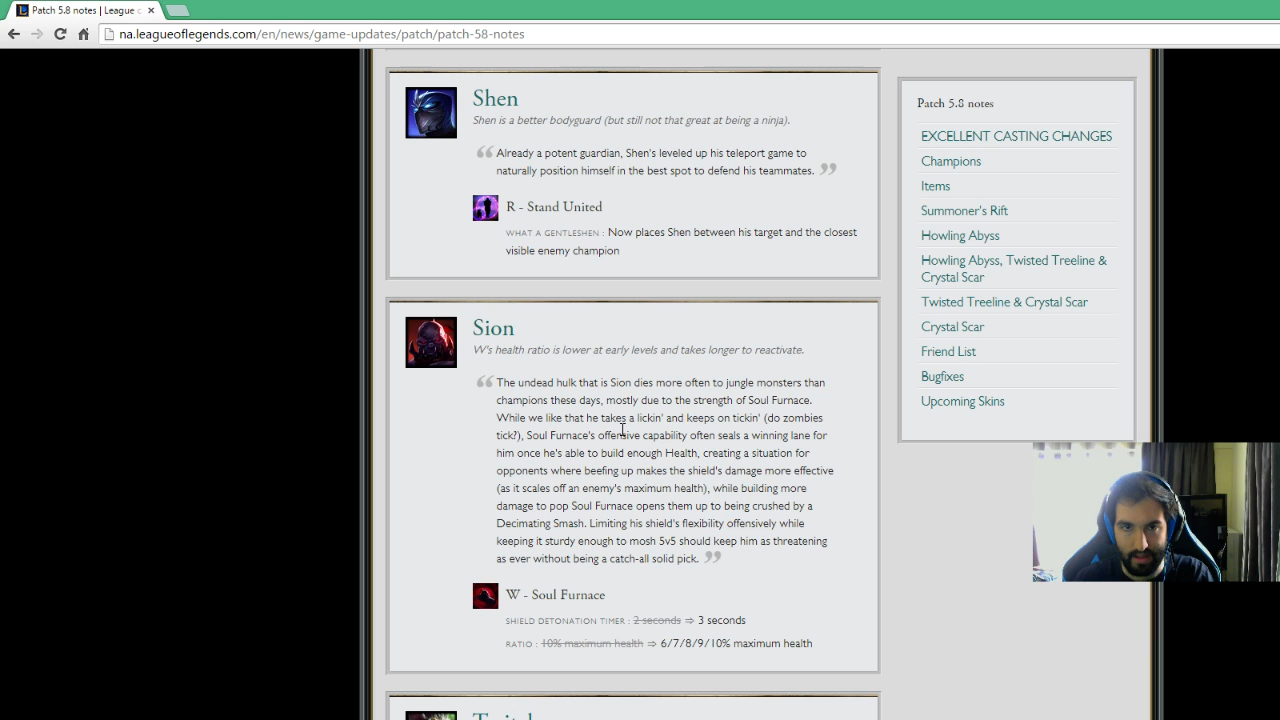 Patch 5.8 notes | League o
na.leagueoflegends.com/en/news/game-updates/patch/patch-58-notes
Shen
Shen is a better bodyguard (but still not that great at being a ninja).
Already a potent guardian, Shen's leveled up his teleport game to
naturally position himself in the best spot to defend his teammates.
R - Stand United
WHAT A GENTLESHEN : Now places Shen between his target and the closest
visible enemy champion
Sion
W's health ratio is lower at early levels and takes longer to reactivate.
The undead hulk that is Sion dies more often to jungle monsters than
champions these days, mostly due to the strength of Soul Furnace.
While we like that he takes a lickin' and keeps on tickin' (do zombies
tick?), Soul Furnace's offensive capability often seals a winning lane for
him once he's able to build enough Health, creating a situation for
opponents where beefing up makes the shield's damage more effective
(as it scales off an enemy's maximum health), while building more
damage to pop Soul Furnace opens them up to being crushed by a
Decimating Smash. Limiting his shield's flexibility offensively while
keeping it sturdy enough to mosh 5v5 should keep him as threatening
as ever without being a catch-all solid pick.
W - Soul Furnace
SHIELD DETONATION TIMER : 2 seconds ⇒ 3 seconds
RATIO : 10% maximum health ⇒ 6/7/8/9/10% maximum health
Patch 5.8 notes
EXCELLENT CASTING CHANGES
Champions
Items
Summoner's Rift
Howling Abyss
Howling Abyss, Twisted Treeline &
Crystal Scar
Twisted Treeline & Crystal Scar
Crystal Scar
Friend List
Bugfixes
Upcoming Skins